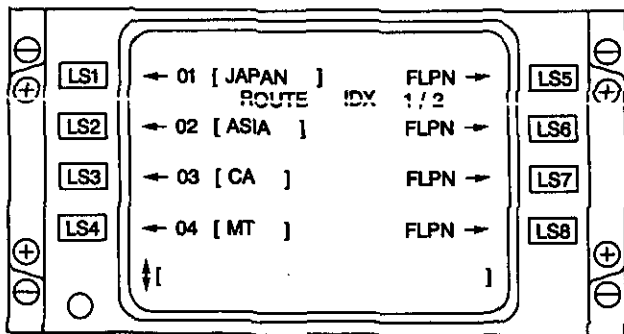 LS1 ← 01 [ JAPAN ] FLPN → LS5
ROUTE IDX 1 / 2
LS2 ← 02 [ ASIA ] FLPN → LS6
LS3 ← 03 [ CA ] FLPN → LS7
LS4 ← 04 [ MT ] FLPN → LS8
↕ [ ]